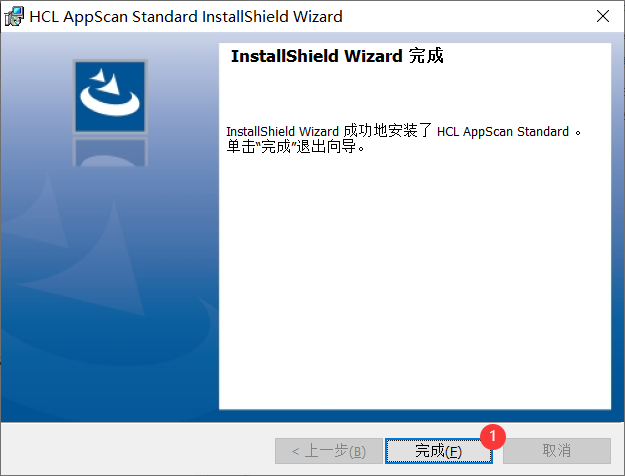 HCL AppScan Standard InstallShield Wizard
InstallShield Wizard 完成
InstallShield Wizard 成功地安装了 HCL AppScan Standard 。
单击“完成”退出向导。
1
< 上一步(B) 完成(F) 取消